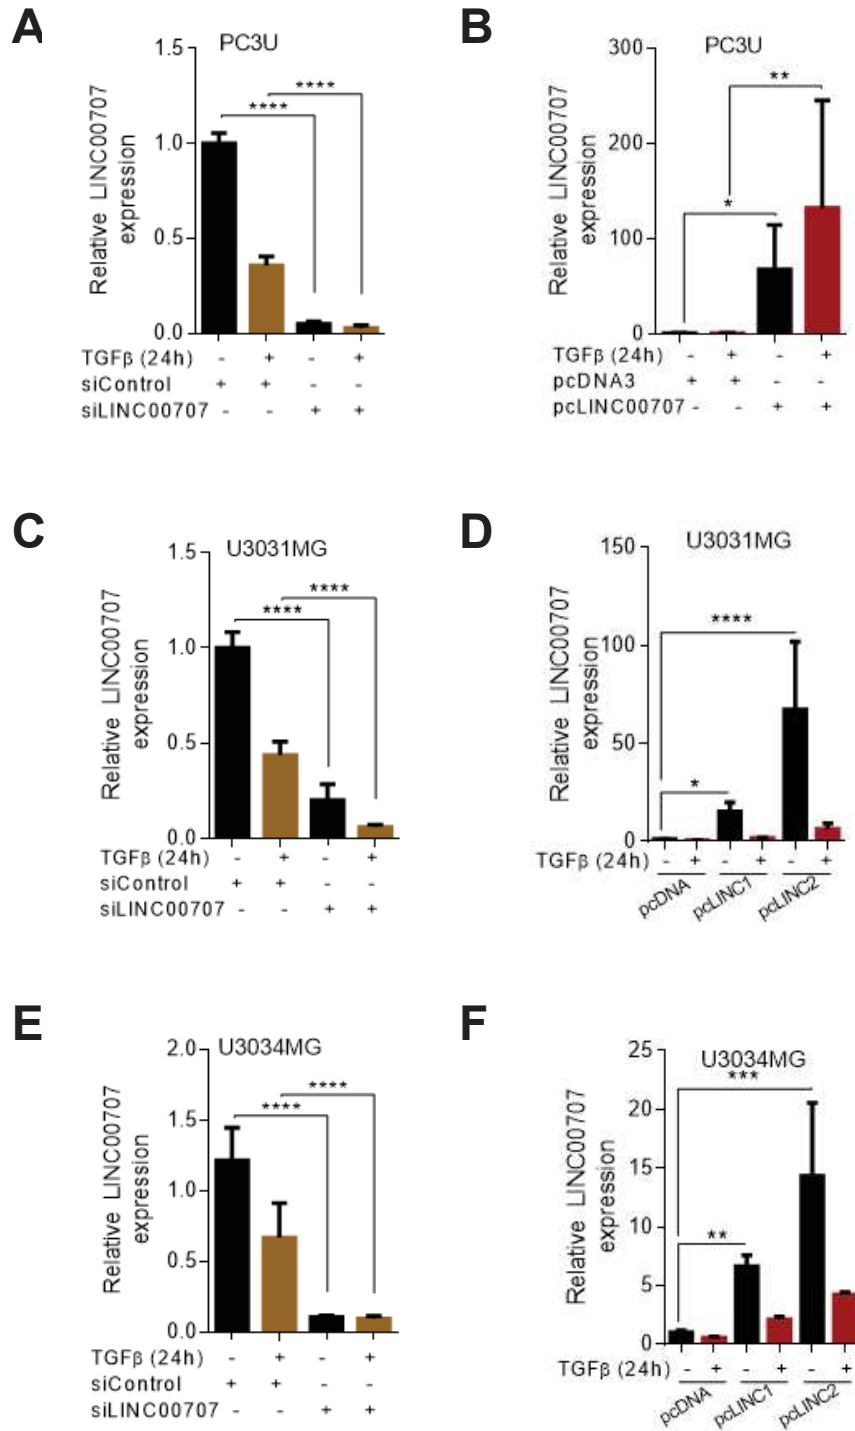 A
PC3U
Relative LINC00707
expression
1.5
1.0
0.5
0.0
****
****
TGFβ (24h) - + - +
siControl + + - -
siLINC00707 - - + +
B
PC3U
Relative LINC00707
expression
300
200
100
0
**
*
TGFβ (24h) - + - +
pcDNA3 + + - -
pcLINC00707 - - + +
C
U3031MG
Relative LINC00707
expression
1.5
1.0
0.5
0.0
****
****
TGFβ (24h) - + - +
siControl + + - -
siLINC00707 - - + +
D
U3031MG
Relative LINC00707
expression
150
100
50
0
****
*
TGFβ (24h) - + - + - +
pcDNA pcLINC1 pcLINC2
E
U3034MG
Relative LINC00707
expression
2.0
1.5
1.0
0.5
0.0
****
****
TGFβ (24h) - + - +
siControl + + - -
siLINC00707 - - + +
F
U3034MG
Relative LINC00707
expression
25
20
15
10
5
0
***
**
TGFβ (24h) - + - + - +
pcDNA pcLINC1 pcLINC2